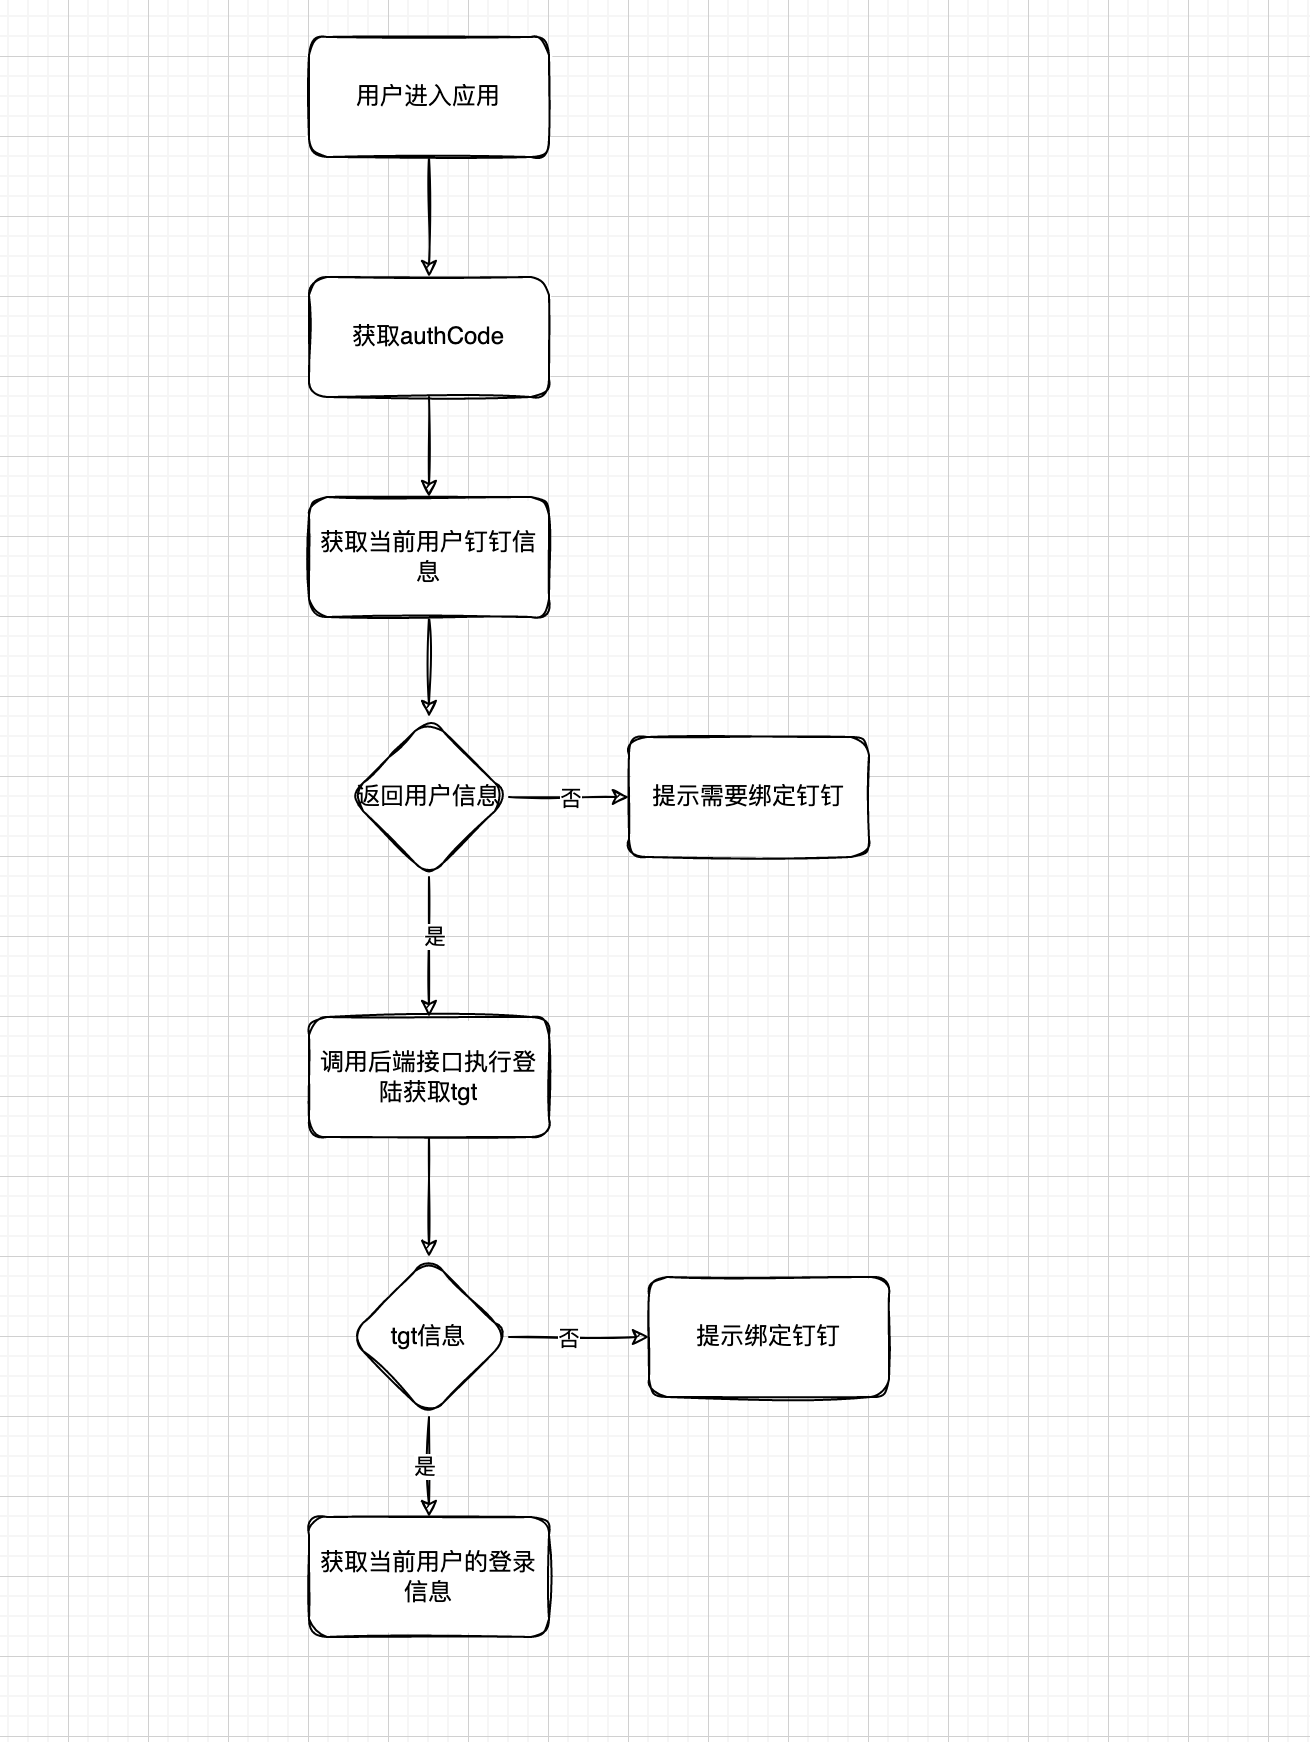 用户进入应用
获取authCode
获取当前用户钉钉信
息
返回用户信息
否
提示需要绑定钉钉
是
调用后端接口执行登
陆获取tgt
tgt信息
否
提示绑定钉钉
是
获取当前用户的登录
信息